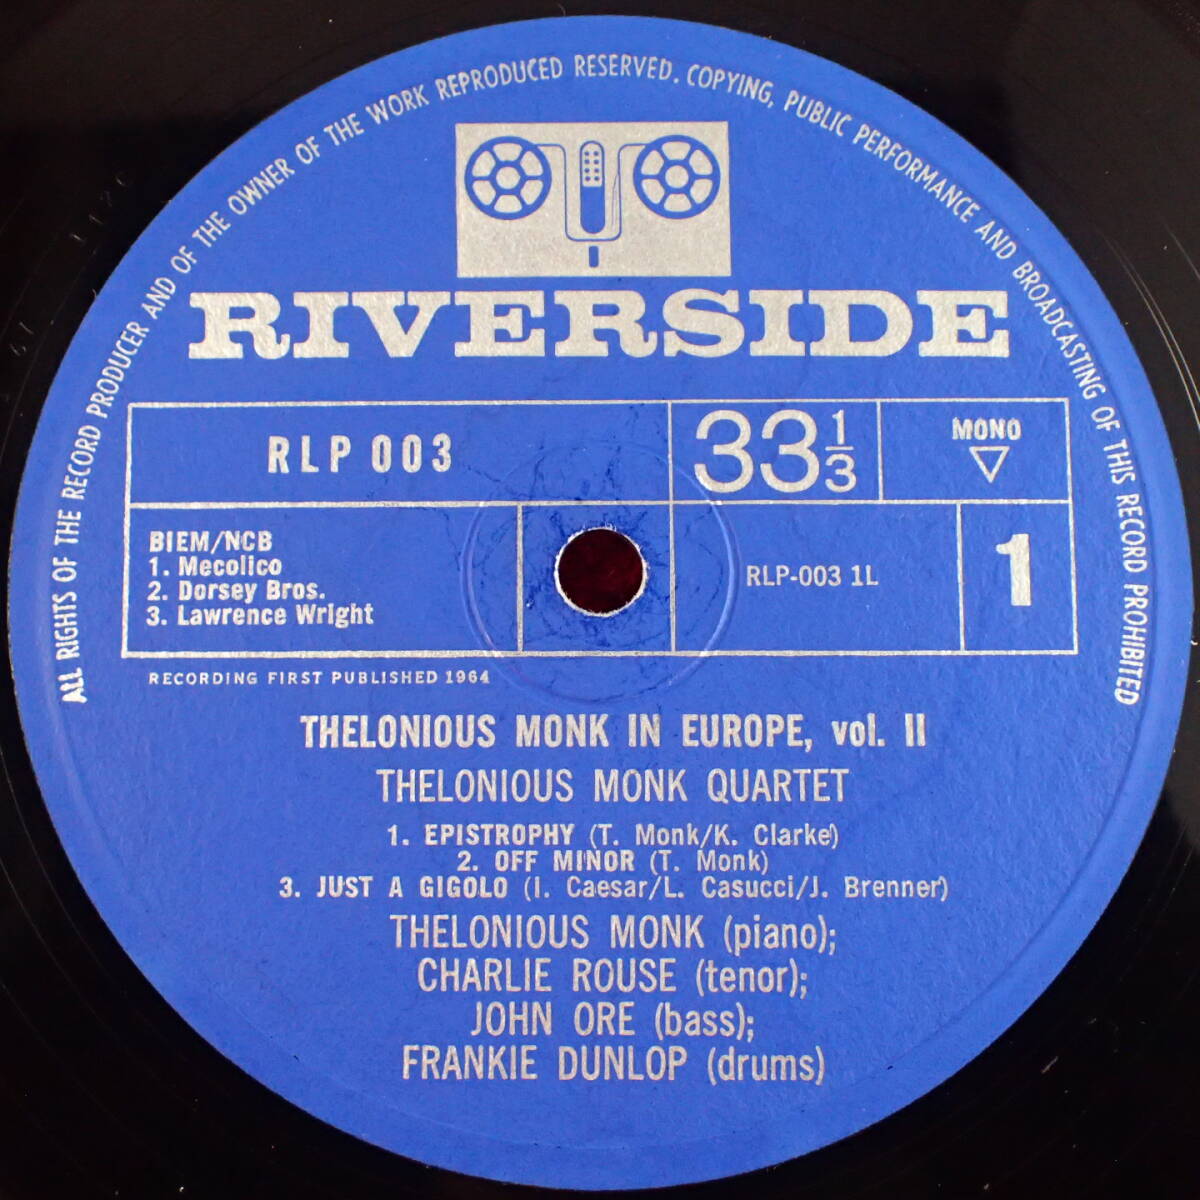 ALL RIGHTS OF THE RECORD PRODUCER AND OF THE OWNER OF THE WORK REPRODUCED RESERVED. COPYING, PUBLIC PERFORMANCE AND BROADCASTING OF THIS RECORD PROHIBITED
RIVERSIDE
RLP 003
33 1/3
MONO
BIEM/NCB
1. Mecolico
2. Dorsey Bros.
3. Lawrence Wright
RLP-003 1L
1
RECORDING FIRST PUBLISHED 1964
THELONIOUS MONK IN EUROPE, vol. II
THELONIOUS MONK QUARTET
1. EPISTROPHY (T. Monk/K. Clarke)
2. OFF MINOR (T. Monk)
3. JUST A GIGOLO (I. Caesar/L. Casucci/J. Brenner)
THELONIOUS MONK (piano);
CHARLIE ROUSE (tenor);
JOHN ORE (bass);
FRANKIE DUNLOP (drums)